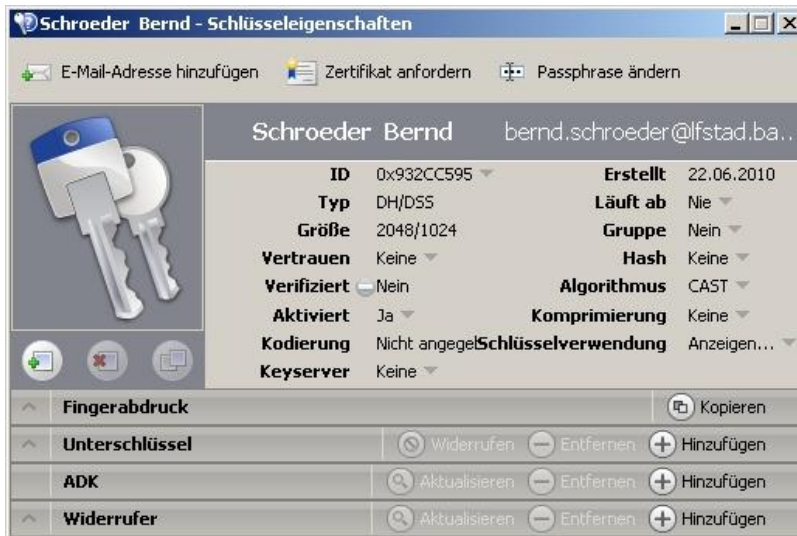 Schroeder Bernd - Schlüsseleigenschaften
E-Mail-Adresse hinzufügen Zertifikat anfordern Passphrase ändern
Schroeder Bernd bernd.schroeder@lfstad.ba...
ID 0x932CC595 Erstellt 22.06.2010
Typ DH/DSS Läuft ab Nie
Größe 2048/1024 Gruppe Nein
Vertrauen Keine Hash Keine
Verifiziert Nein Algorithmus CAST
Aktiviert Ja Komprimierung Keine
Kodierung Nicht angegel Schlüsselverwendung Anzeigen...
Keyserver Keine
Fingerabdruck Kopieren
Unterschlüssel Widerrufen Entfernen Hinzufügen
ADK Aktualisieren Entfernen Hinzufügen
Widerrufer Aktualisieren Entfernen Hinzufügen